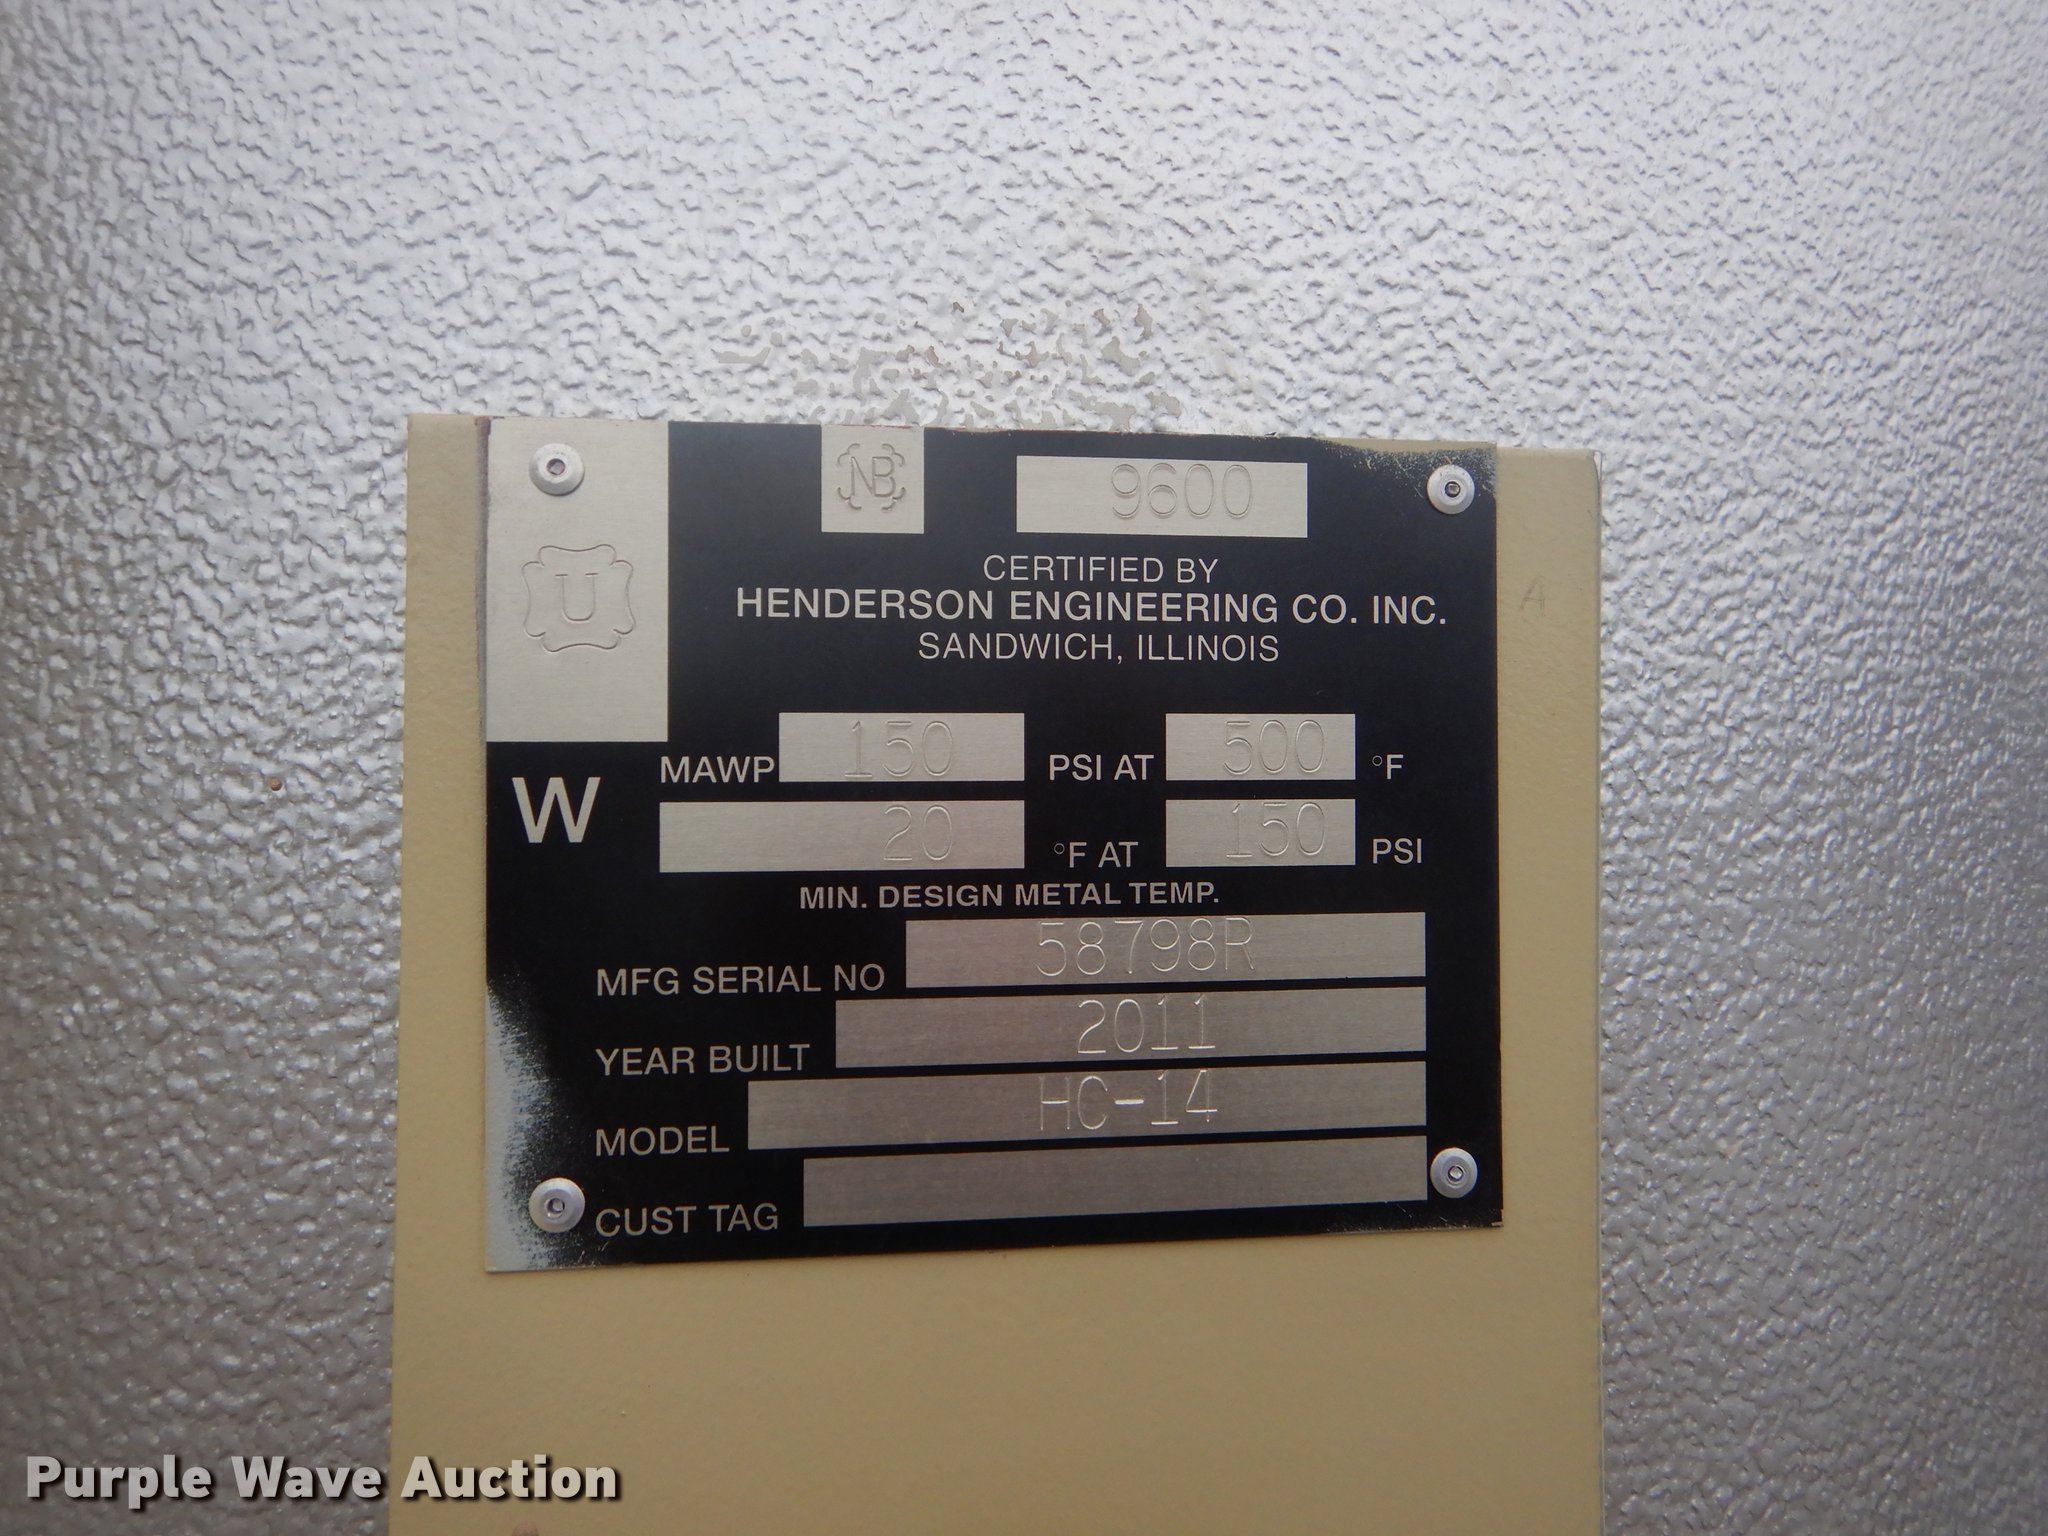 NB 9600
U
CERTIFIED BY
HENDERSON ENGINEERING CO. INC.
SANDWICH, ILLINOIS
MAWP 150 PSI AT 500 °F
W
20 °F AT 150 PSI
MIN. DESIGN METAL TEMP.
MFG SERIAL NO 58798R
YEAR BUILT 2011
MODEL HC-14
CUST TAG
A
Purple Wave Auction